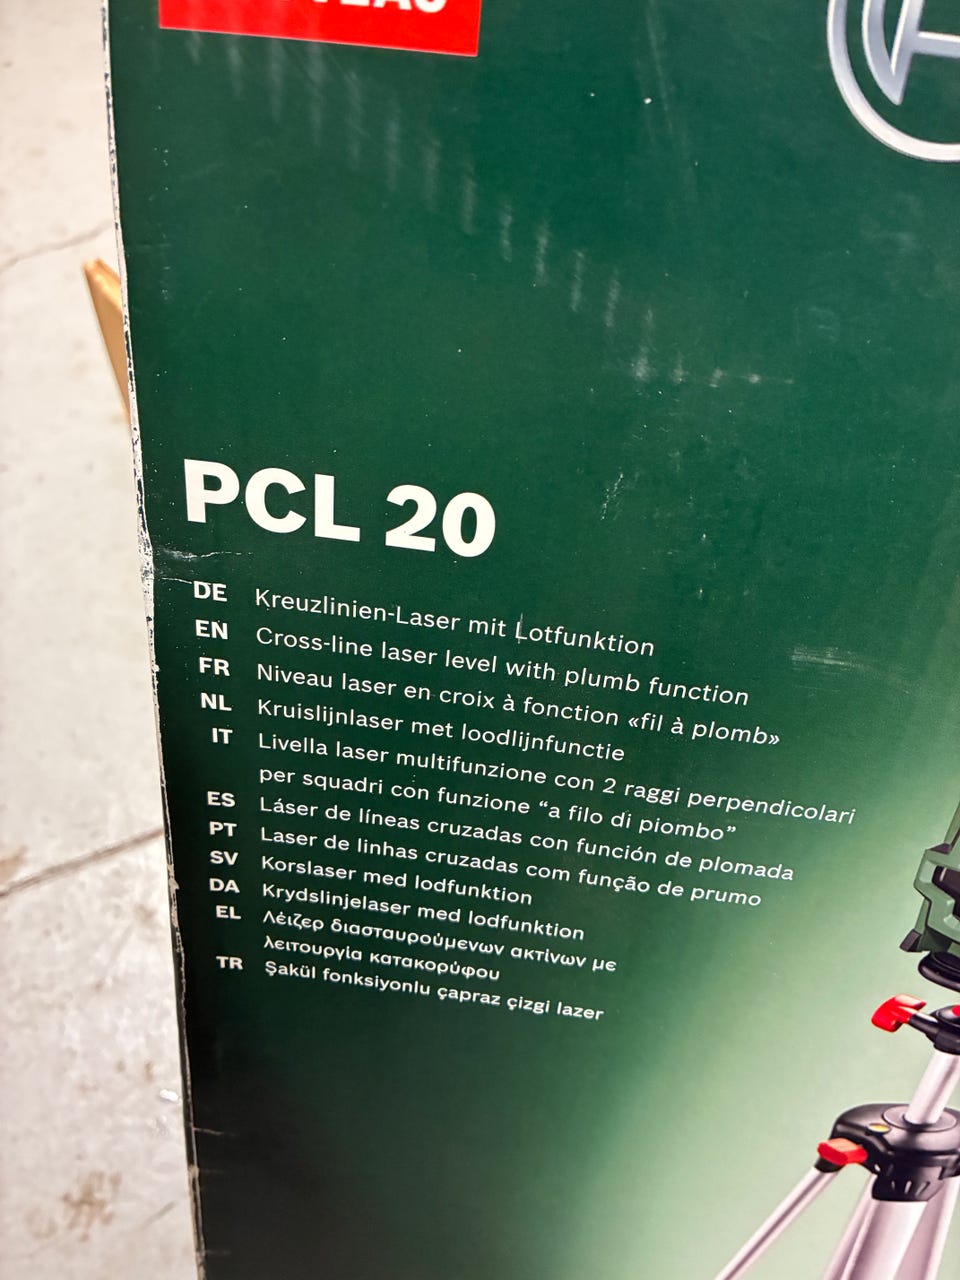 PCL 20
DE Kreuzlinien-Laser mit Lotfunktion
EN Cross-line laser level with plumb function
FR Niveau laser en croix à fonction «fil à plomb»
NL Kruislijnlaser met loodlijnfunctie
IT Livella laser multifunzione con 2 raggi perpendicolari
per squadri con funzione “a filo di piombo”
ES Láser de líneas cruzadas con función de plomada
PT Laser de linhas cruzadas com função de prumo
SV Korslaser med lodfunktion
DA Krydslinjelaser med lodfunktion
EL Λέιζερ διασταυρούμενων ακτίνων με
λειτουργία κατακορύφου
TR Şakül fonksiyonlu çapraz çizgi lazer